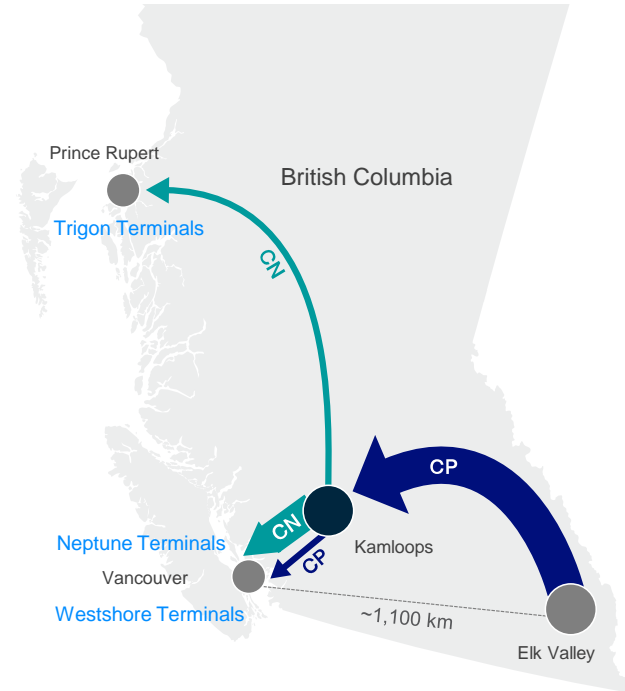 Prince Rupert
British Columbia
Trigon Terminals
CN
CP
CN
Neptune Terminals
Kamloops
CP
Vancouver
Westshore Terminals
~1,100 km
Elk Valley